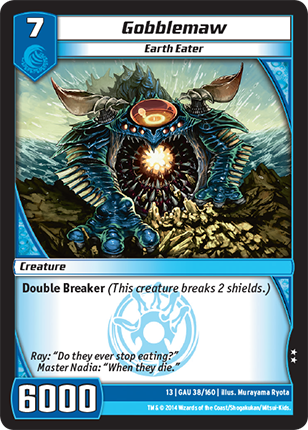 7
Gobblemaw
Earth Eater
Creature
Double Breaker (This creature breaks 2 shields.)
Ray: "Do they ever stop eating?"
Master Nadia: "When they die."
6000
13 | GAU 38/160 | Illus. Murayama Ryota
TM & © 2014 Wizards of the Coast/Shogakukan/Mitsui-Kids.